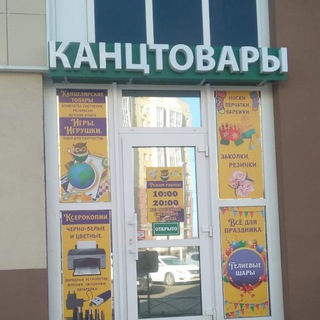 КАНЦТОВАРЫ
Канцелярские
товары
Игры.
Игрушки.
Носки
перчатки,
варежки
Заколки,
резинки
Режим работы
10:00
20:00
ОТКРЫТО
Ксерокопии
черно-белые
и цветные.
Всё для
праздника
Гелиевые
шары